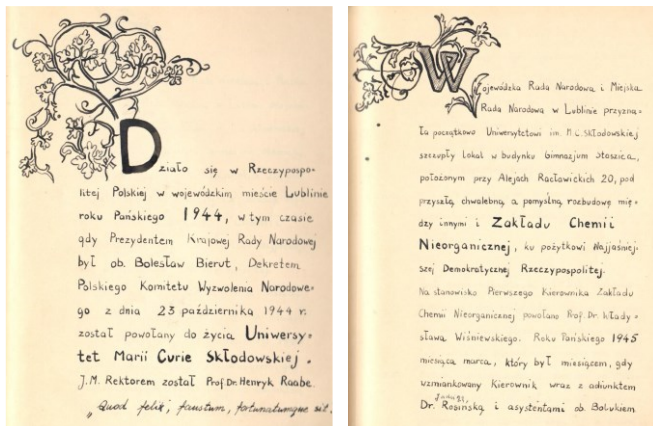 Działo się w Rzeczypospo-
litej Polskiej w wojewódzkim mieście Lublinie
roku Pańskiego 1944, w tym czasie
gdy Prezydentem Krajowej Rady Narodowej
był ob. Bolesław Bierut, Dekretem
Polskiego Komitetu Wyzwolenia Narodowe-
go z dnia 23 października 1944 r.
został powołany do życia Uniwersy-
tet Marii Curie Skłodowskiej.
J.M. Rektorem został Prof. Dr. Henryk Raabe.
"Quod felix, faustum, fortunatumque sit.
Wojewódzka Rada Narodowa i Miejska
Rada Narodowa w Lublinie przyzna-
ła początkowo Uniwersytetowi im. M.C. Skłodowskiej
szczupły lokal w budynku Gimnazjum Staszica,
położonym przy Alejach Racławickich 20, pod
przyszłą chwalebną a pomyślną rozbudowę mię-
dzy innymi i Zakładu Chemii
Nieorganicznej, ku pożytkowi Najjaśniej-
szej Demokratycznej Rzeczypospolitej.
Na stanowisko Pierwszego Kierownika Zakładu
Chemii Nieorganicznej powołano Prof. Dr. Włady-
sława Wiśniewskiego. Roku Pańskiego 1945
miesiąca marca, który był miesiącem, gdy
uzmiankowany Kierownik wraz z adiunktem
Dr. Rosińską i asystentami ob. Bobukiem